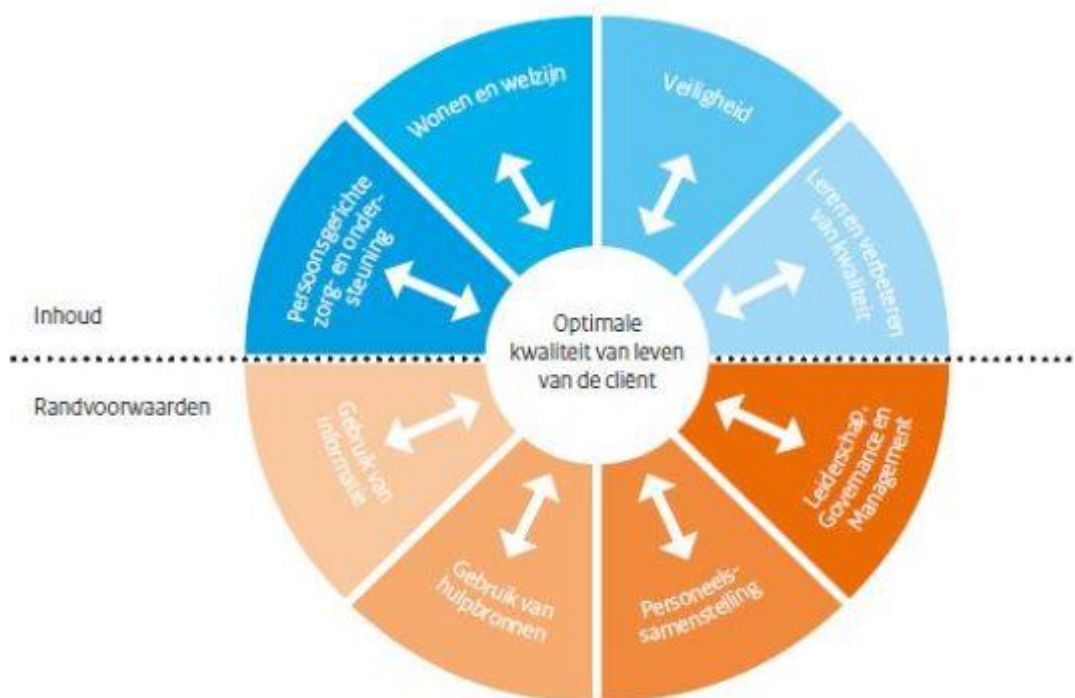 Wonen en welzijn
Veiligheid
Persoonsgerichte
zorg- en onder-
steuning
Leren en verbeteren
van kwaliteit
Inhoud
Optimale
kwaliteit van leven
van de cliënt
Randvoorwaarden
Gebruik van
informatie
Leiderschap,
Governance en
Management
Gebruik van
hulpbronnen
Personeels-
samenstelling